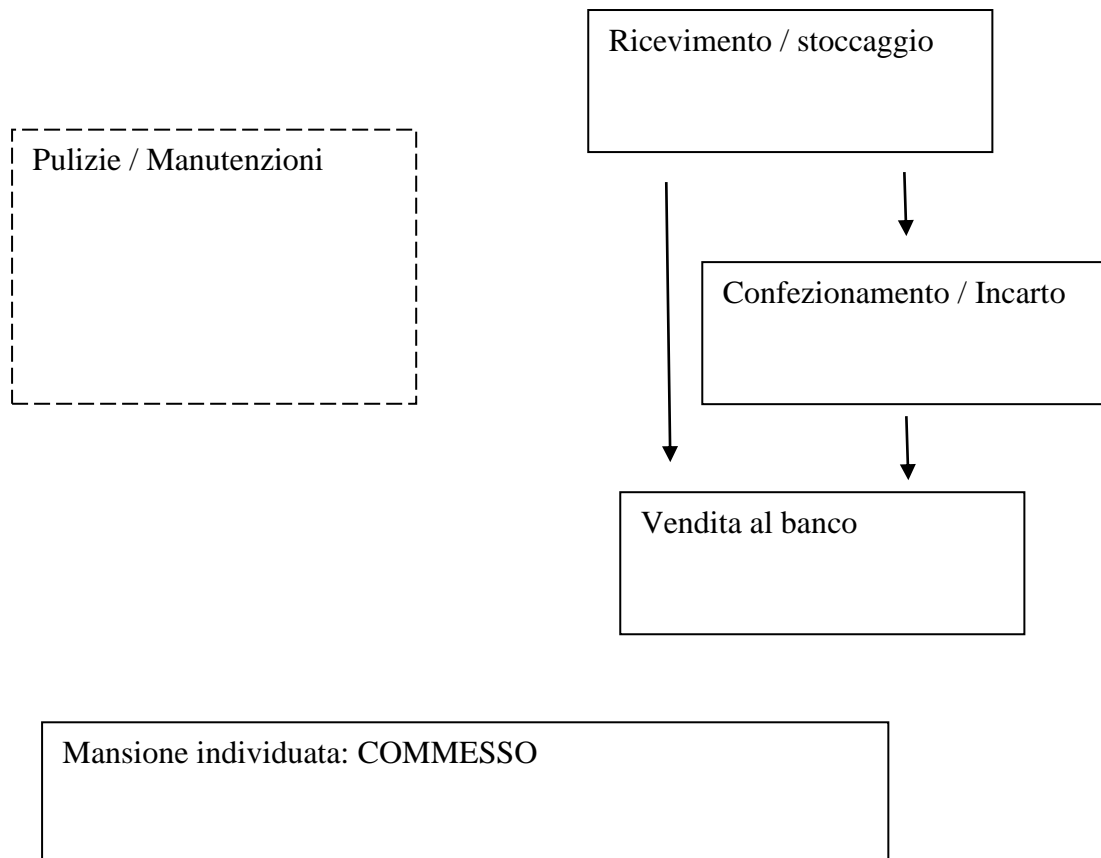 Ricevimento / stoccaggio
Pulizie / Manutenzioni
Confezionamento / Incarto
Vendita al banco
Mansione individuata: COMMESSO